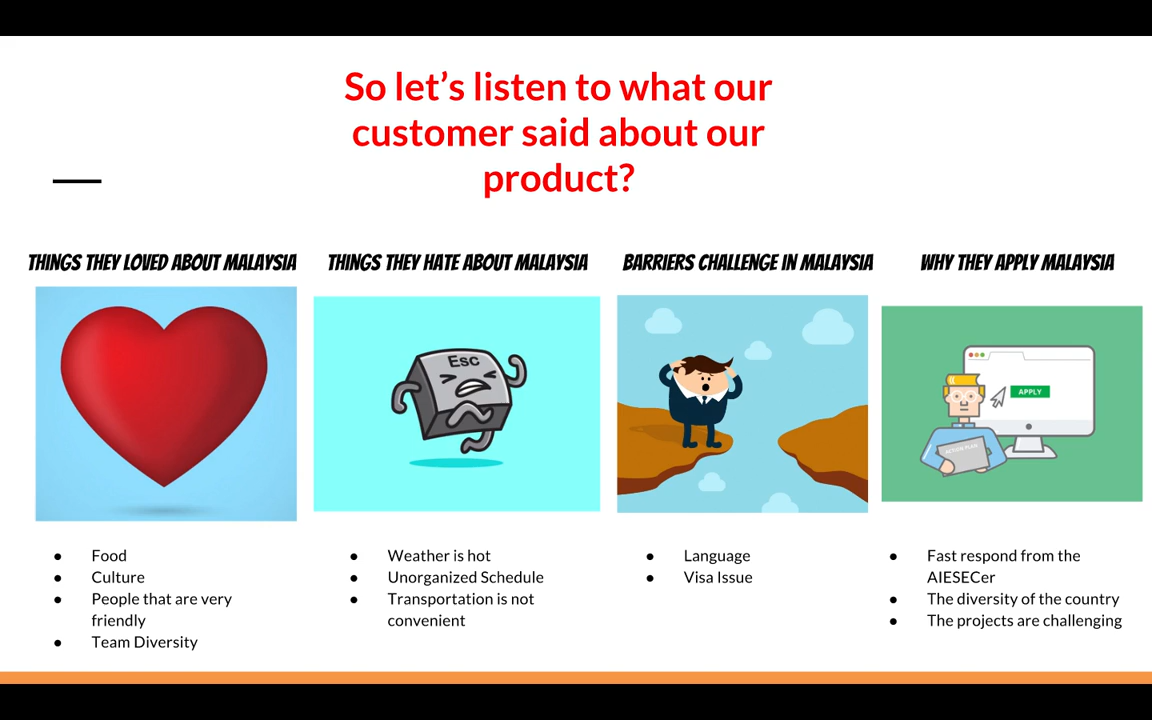 So let’s listen to what our
customer said about our
product?
THINGS THEY LOVED ABOUT MALAYSIA
THINGS THEY HATE ABOUT MALAYSIA
BARRIERS CHALLENGE IN MALAYSIA
WHY THEY APPLY MALAYSIA
Esc
APPLY
ACTION PLAN
● Food
● Culture
● People that are very
friendly
● Team Diversity
● Weather is hot
● Unorganized Schedule
● Transportation is not
convenient
● Language
● Visa Issue
● Fast respond from the
AIESECer
● The diversity of the country
● The projects are challenging